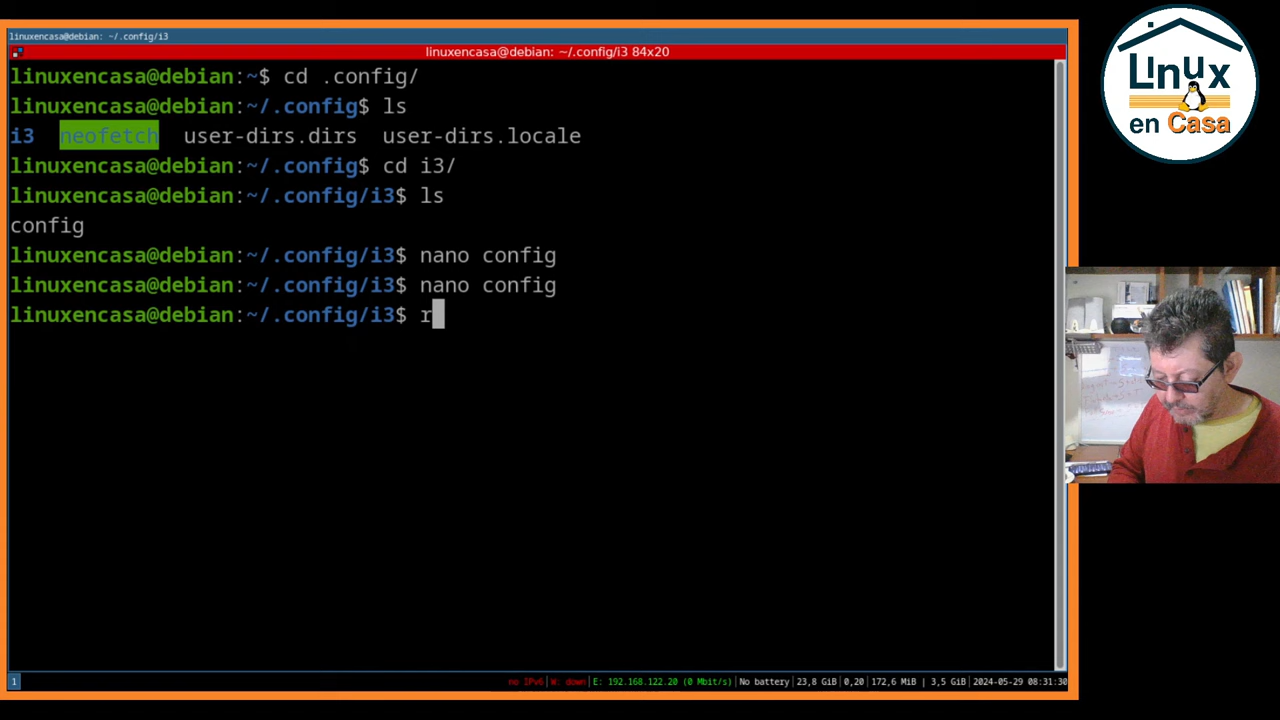 linuxencasa@debian: ~/.config/i3
linuxencasa@debian: ~/.config/i3 84x20
linuxencasa@debian:~$ cd .config/
linuxencasa@debian:~/.config$ ls
i3 neofetch user-dirs.dirs user-dirs.locale
linuxencasa@debian:~/.config$ cd i3/
linuxencasa@debian:~/.config/i3$ ls
config
linuxencasa@debian:~/.config/i3$ nano config
linuxencasa@debian:~/.config/i3$ nano config
linuxencasa@debian:~/.config/i3$ r
1
no IPv6|W: down|E: 192.168.122.20 (0 Mbit/s)|No battery|23,8 GiB|0,20|172,6 MiB | 3,5 GiB|2024-05-29 08:31:30
Linux
en Casa